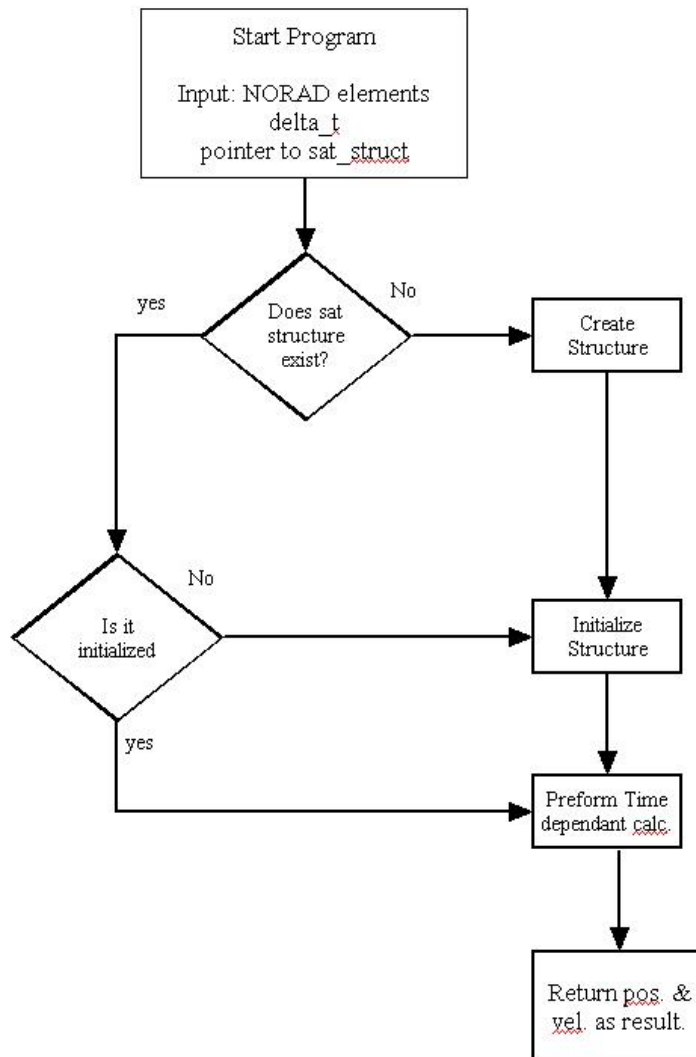 Start Program
Input: NORAD elements
delta_t
pointer to sat_struct
yes
No
Does sat
structure
exist?
Create
Structure
No
Is it
initialized
Initialize
Structure
yes
Preform Time
dependant calc.
Return pos. &
vel. as result.